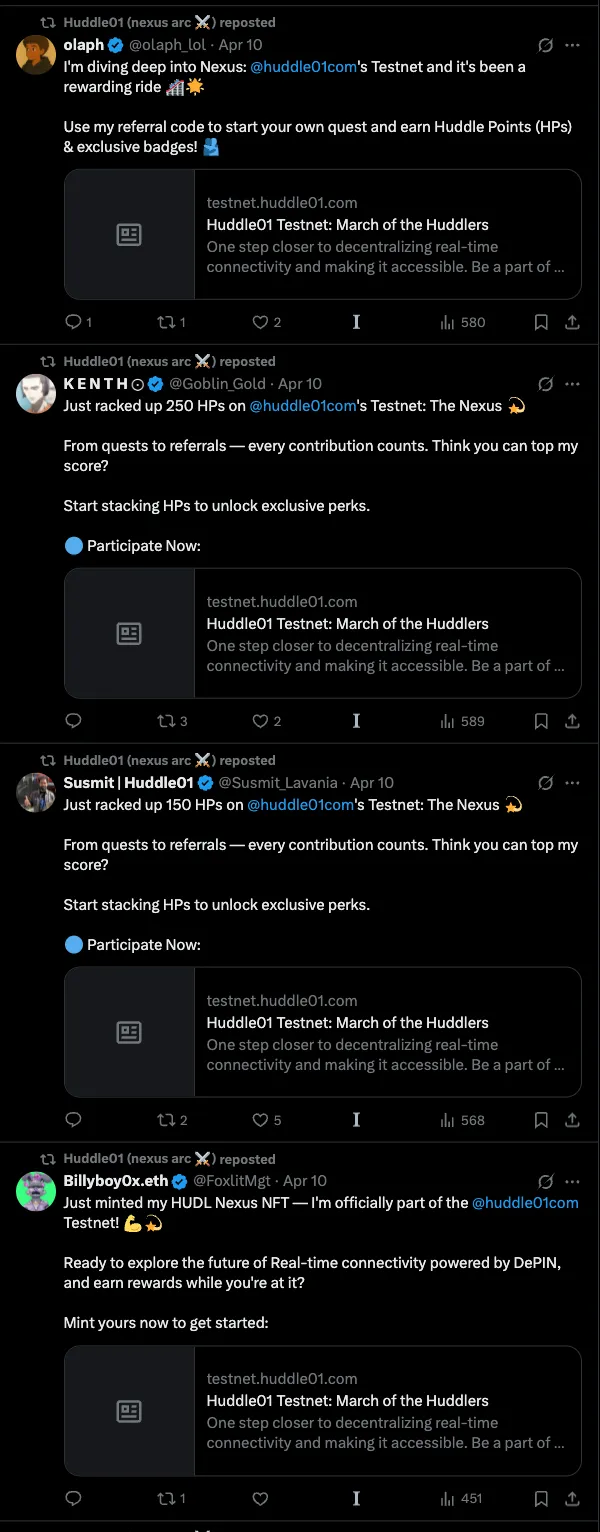 Huddle01 (nexus arc ⚔️) reposted
olaph @olaph_lol · Apr 10
I'm diving deep into Nexus: @huddle01com's Testnet and it's been a
rewarding ride 🎢🌟
Use my referral code to start your own quest and earn Huddle Points (HPs)
& exclusive badges! 🫂
testnet.huddle01.com
Huddle01 Testnet: March of the Huddlers
One step closer to decentralizing real-time
connectivity and making it accessible. Be a part of ...
1 1 2 580
Huddle01 (nexus arc ⚔️) reposted
K E N T H ⨀ @Goblin_Gold · Apr 10
Just racked up 250 HPs on @huddle01com's Testnet: The Nexus 💫
From quests to referrals — every contribution counts. Think you can top my
score?
Start stacking HPs to unlock exclusive perks.
🔵 Participate Now:
testnet.huddle01.com
Huddle01 Testnet: March of the Huddlers
One step closer to decentralizing real-time
connectivity and making it accessible. Be a part of ...
3 2 589
Huddle01 (nexus arc ⚔️) reposted
Susmit | Huddle01 @Susmit_Lavania · Apr 10
Just racked up 150 HPs on @huddle01com's Testnet: The Nexus 💫
From quests to referrals — every contribution counts. Think you can top my
score?
Start stacking HPs to unlock exclusive perks.
🔵 Participate Now:
testnet.huddle01.com
Huddle01 Testnet: March of the Huddlers
One step closer to decentralizing real-time
connectivity and making it accessible. Be a part of ...
2 5 568
Huddle01 (nexus arc ⚔️) reposted
Billyboy0x.eth @FoxlitMgt · Apr 10
Just minted my HUDL Nexus NFT — I'm officially part of the @huddle01com
Testnet! 💪💫
Ready to explore the future of Real-time connectivity powered by DePIN,
and earn rewards while you're at it?
Mint yours now to get started:
testnet.huddle01.com
Huddle01 Testnet: March of the Huddlers
One step closer to decentralizing real-time
connectivity and making it accessible. Be a part of ...
1 451